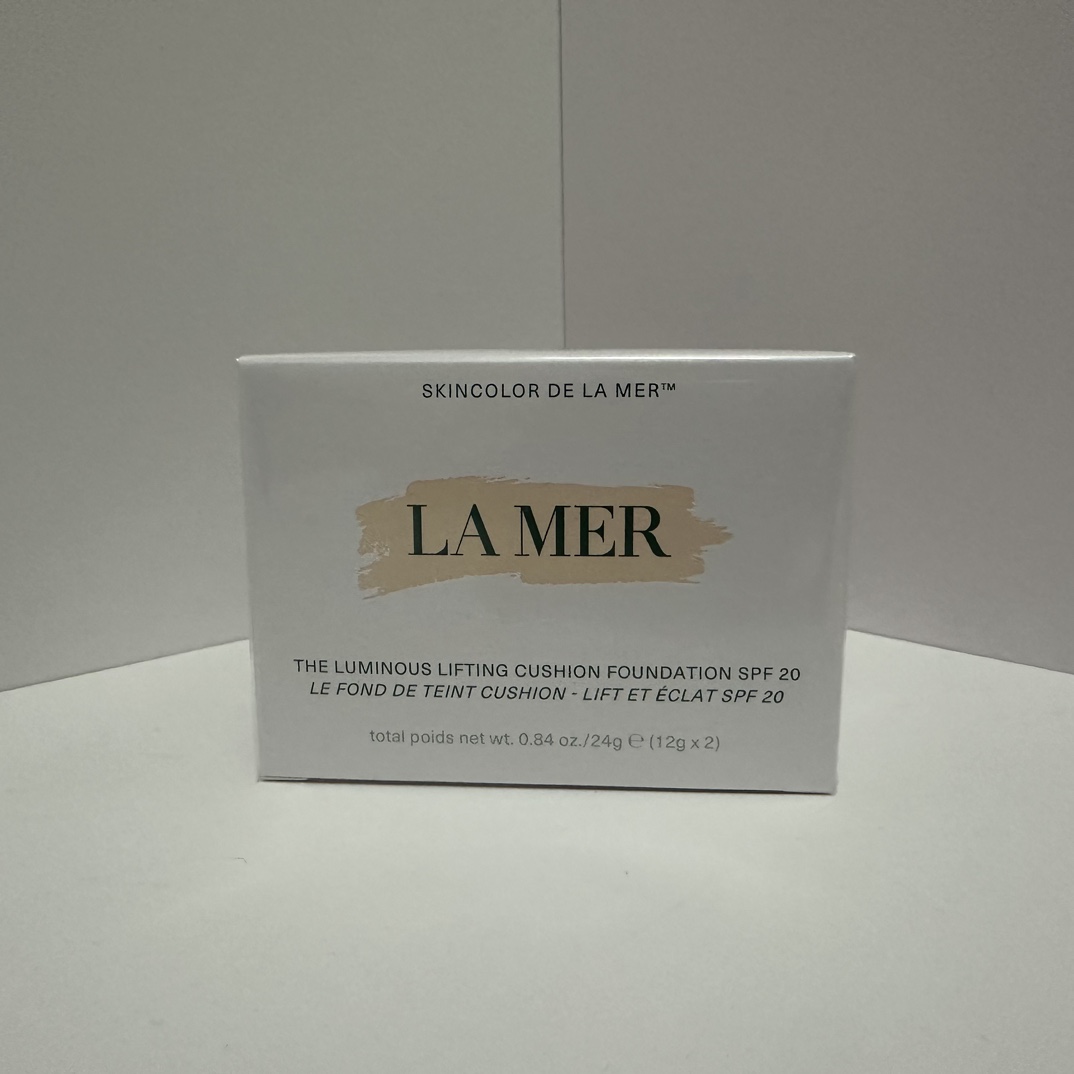 SKINCOLOR DE LA MER™
LA MER
THE LUMINOUS LIFTING CUSHION FOUNDATION SPF 20
LE FOND DE TEINT CUSHION - LIFT ET ÉCLAT SPF 20
total poids net wt. 0.84 oz./24g ℮ (12g x 2)